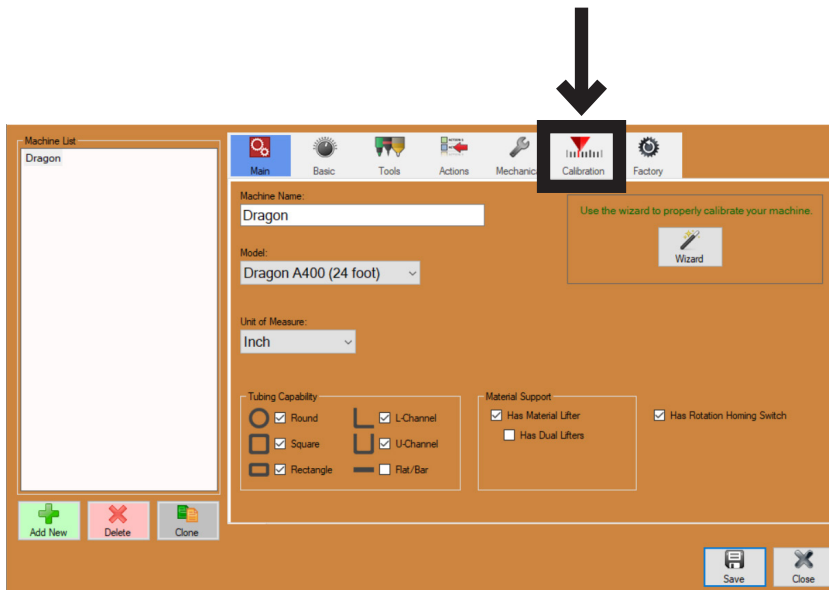 Machine List
Dragon
Main
Basic
Tools
Actions
Mechanica
Calibration
Factory
Machine Name:
Dragon
Use the wizard to properly calibrate your machine.
Wizard
Model:
Dragon A400 (24 foot)
Unit of Measure:
Inch
Tubing Capability
Round
L-Channel
Square
U-Channel
Rectangle
Flat/Bar
Material Support
Has Material Lifter
Has Dual Lifters
Has Rotation Homing Switch
Add New
Delete
Clone
Save
Close